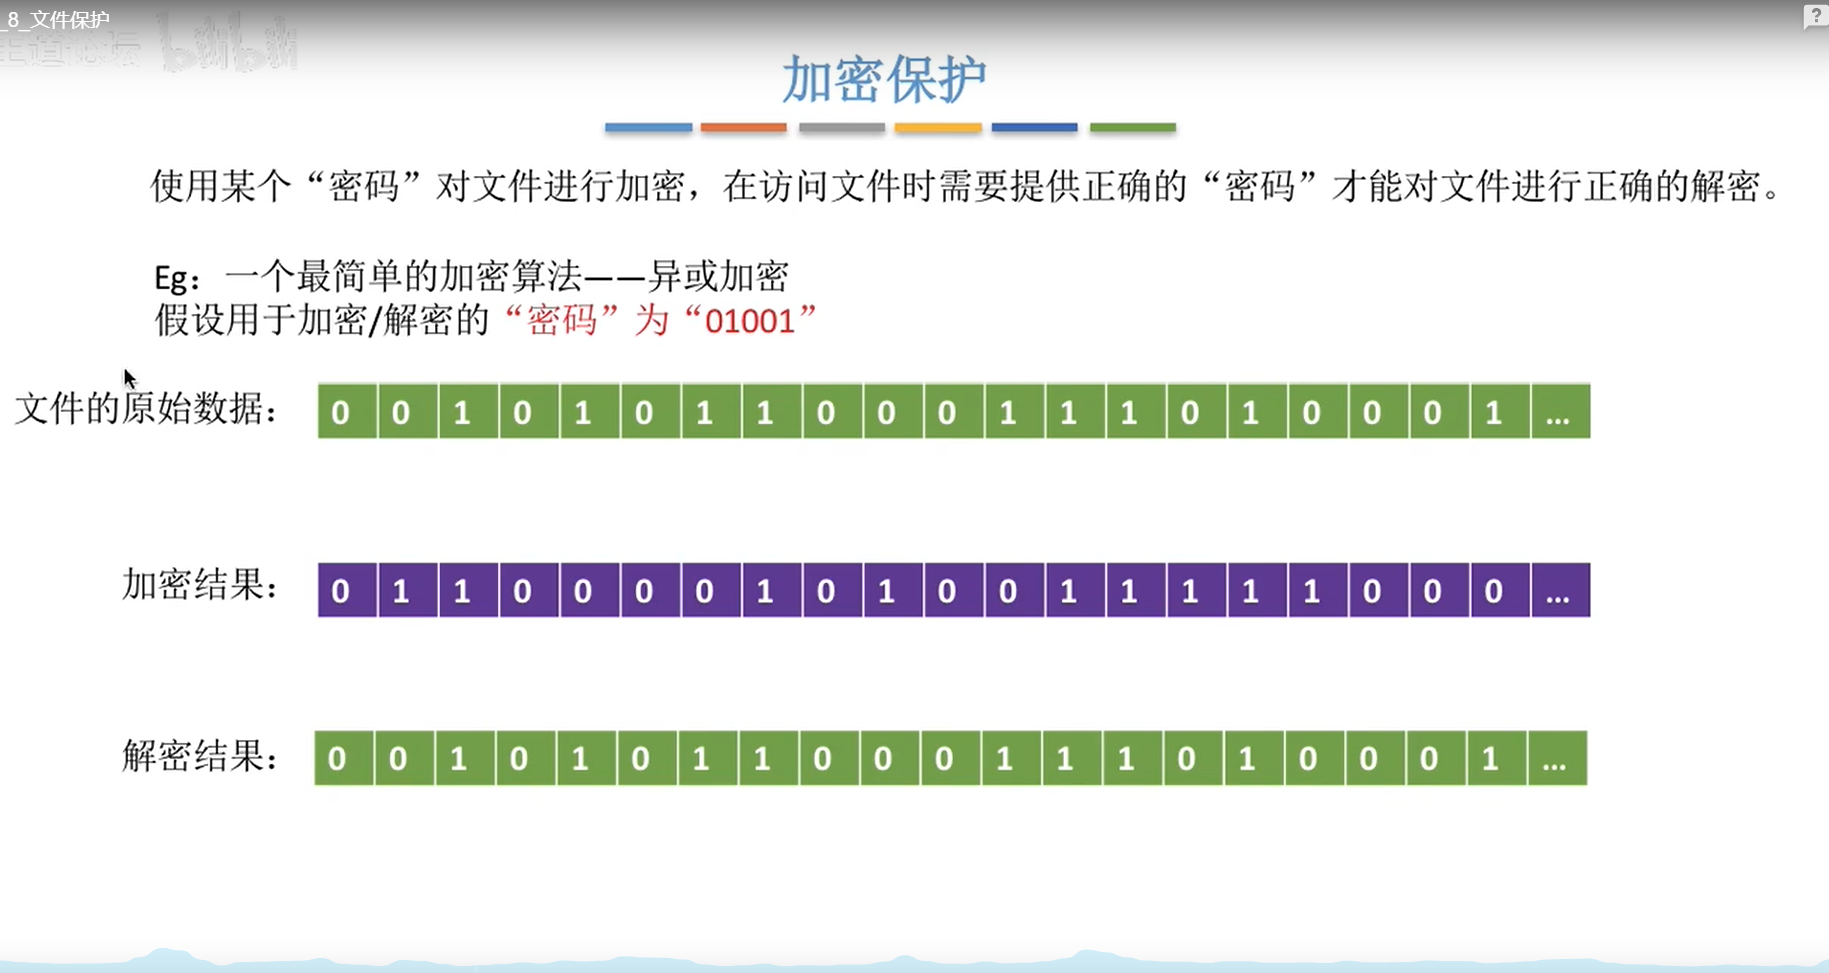 _8_文件保护
王道论坛 bilibili
?
加密保护
使用某个“密码”对文件进行加密，在访问文件时需要提供正确的“密码”才能对文件进行正确的解密。
Eg：一个最简单的加密算法——异或加密
假设用于加密/解密的“密码”为“01001”
文件的原始数据： 0 0 1 0 1 0 1 1 0 0 0 1 1 1 0 1 0 0 0 1 ...
加密结果： 0 1 1 0 0 0 0 1 0 1 0 0 1 1 1 1 1 0 0 0 ...
解密结果： 0 0 1 0 1 0 1 1 0 0 0 1 1 1 0 1 0 0 0 1 ...